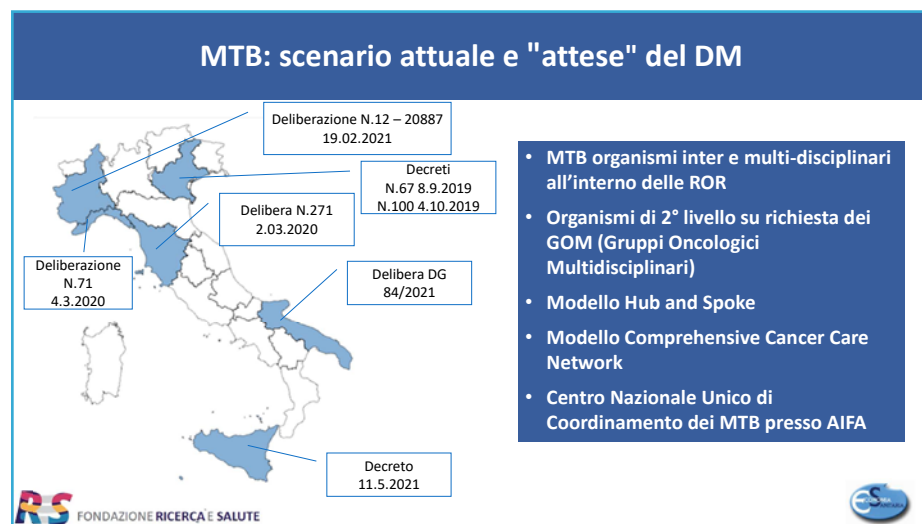 MTB: scenario attuale e "attese" del DM
Deliberazione N.12 – 20887
19.02.2021
Decreti
N.67 8.9.2019
N.100 4.10.2019
Delibera N.271
2.03.2020
Deliberazione
N.71
4.3.2020
Delibera DG
84/2021
Decreto
11.5.2021
• MTB organismi inter e multi-disciplinari
all’interno delle ROR
• Organismi di 2° livello su richiesta dei
GOM (Gruppi Oncologici
Multidisciplinari)
• Modello Hub and Spoke
• Modello Comprehensive Cancer Care
Network
• Centro Nazionale Unico di
Coordinamento dei MTB presso AIFA
ReS FONDAZIONE RICERCA E SALUTE